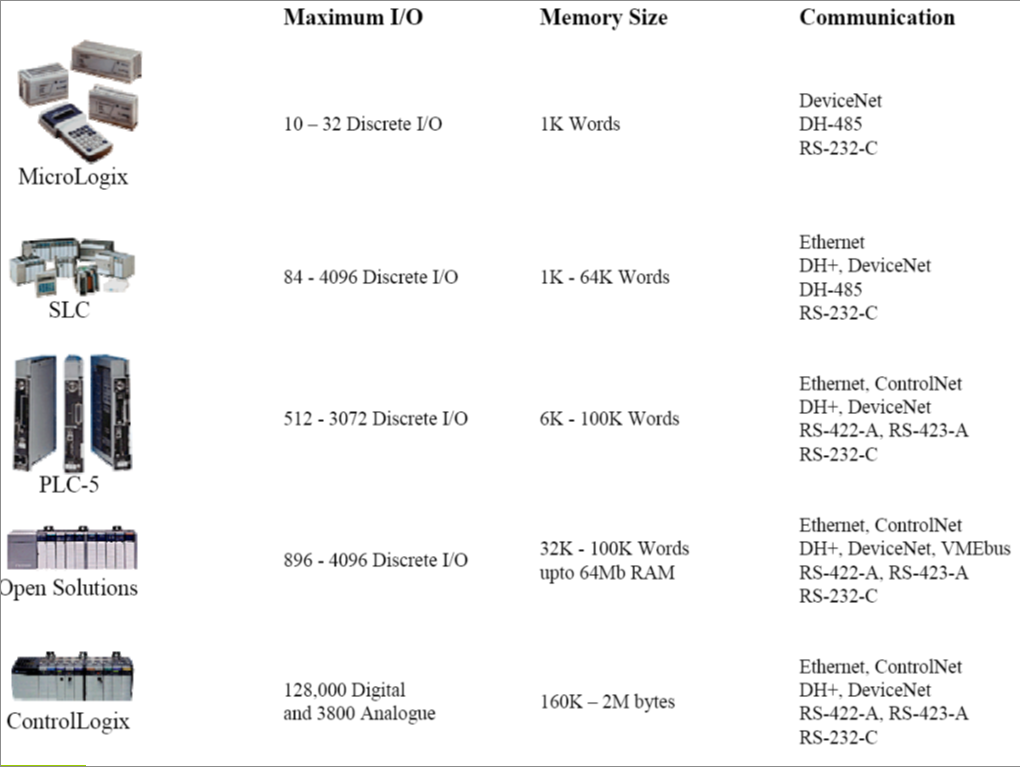 Maximum I/O Memory Size Communication
MicroLogix
10 – 32 Discrete I/O
1K Words
DeviceNet
DH-485
RS-232-C
SLC
84 - 4096 Discrete I/O
1K - 64K Words
Ethernet
DH+, DeviceNet
DH-485
RS-232-C
PLC-5
512 - 3072 Discrete I/O
6K - 100K Words
Ethernet, ControlNet
DH+, DeviceNet
RS-422-A, RS-423-A
RS-232-C
Open Solutions
896 - 4096 Discrete I/O
32K - 100K Words
upto 64Mb RAM
Ethernet, ControlNet
DH+, DeviceNet, VMEbus
RS-422-A, RS-423-A
RS-232-C
ControlLogix
128,000 Digital
and 3800 Analogue
160K – 2M bytes
Ethernet, ControlNet
DH+, DeviceNet
RS-422-A, RS-423-A
RS-232-C